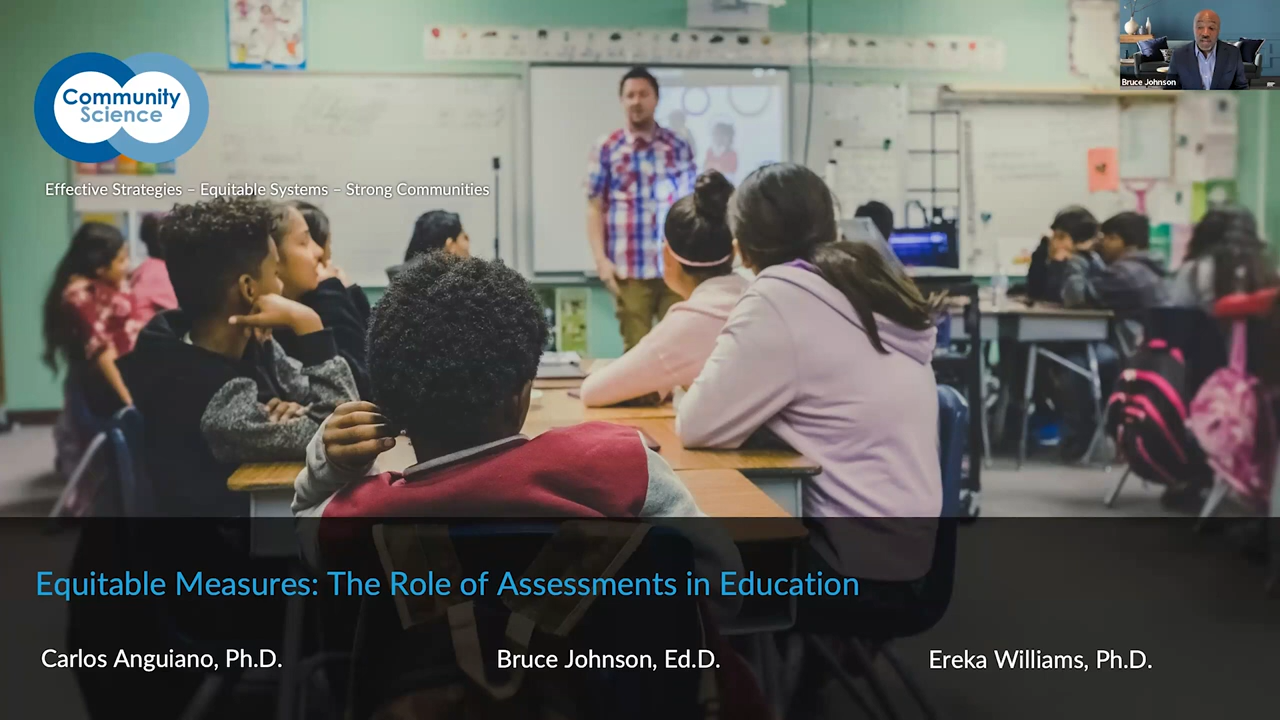 Community
Science
Effective Strategies – Equitable Systems – Strong Communities
Bruce Johnson
Equitable Measures: The Role of Assessments in Education
Carlos Anguiano, Ph.D.
Bruce Johnson, Ed.D.
Ereka Williams, Ph.D.